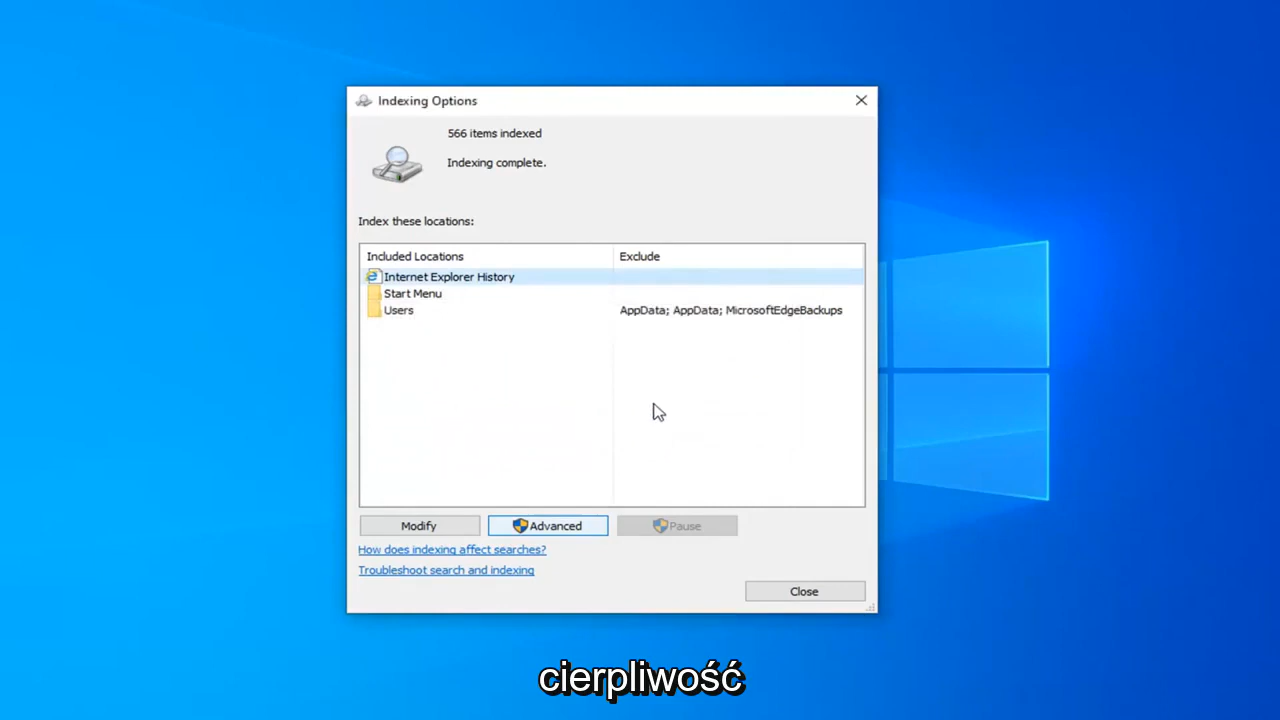 Indexing Options
566 items indexed
Indexing complete.
Index these locations:
Included Locations Exclude
Internet Explorer History
Start Menu
Users AppData; AppData; MicrosoftEdgeBackups
Modify Advanced Pause
How does indexing affect searches?
Troubleshoot search and indexing
Close
cierpliwość